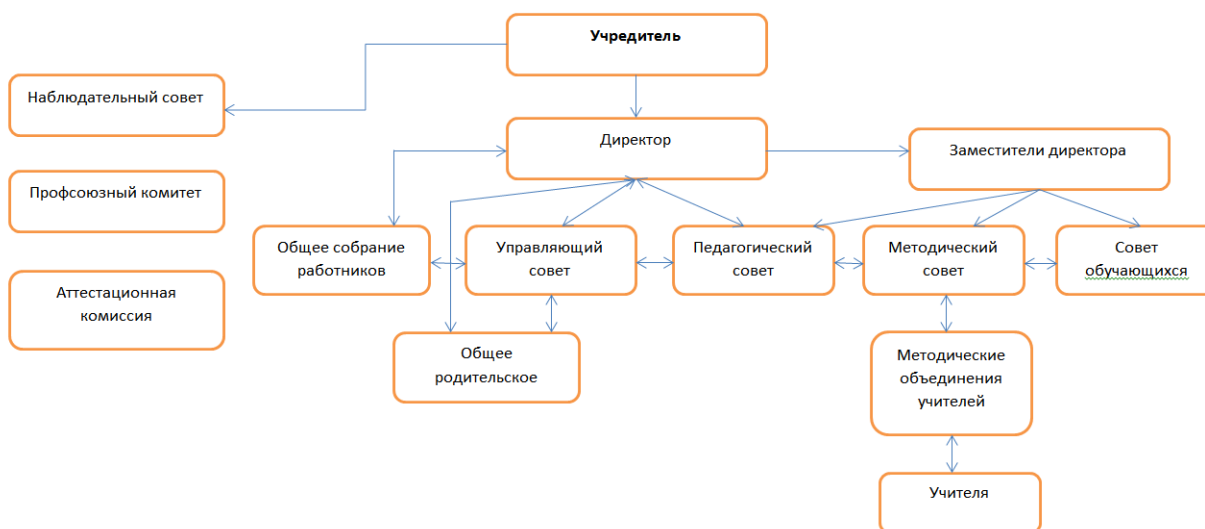 Учредитель
Наблюдательный совет
Директор
Заместители директора
Профсоюзный комитет
Общее собрание
работников
Управляющий
совет
Педагогический
совет
Методический
совет
Совет
обучающихся
Аттестационная
комиссия
Общее
родительское
Методические
объединения
учителей
Учителя